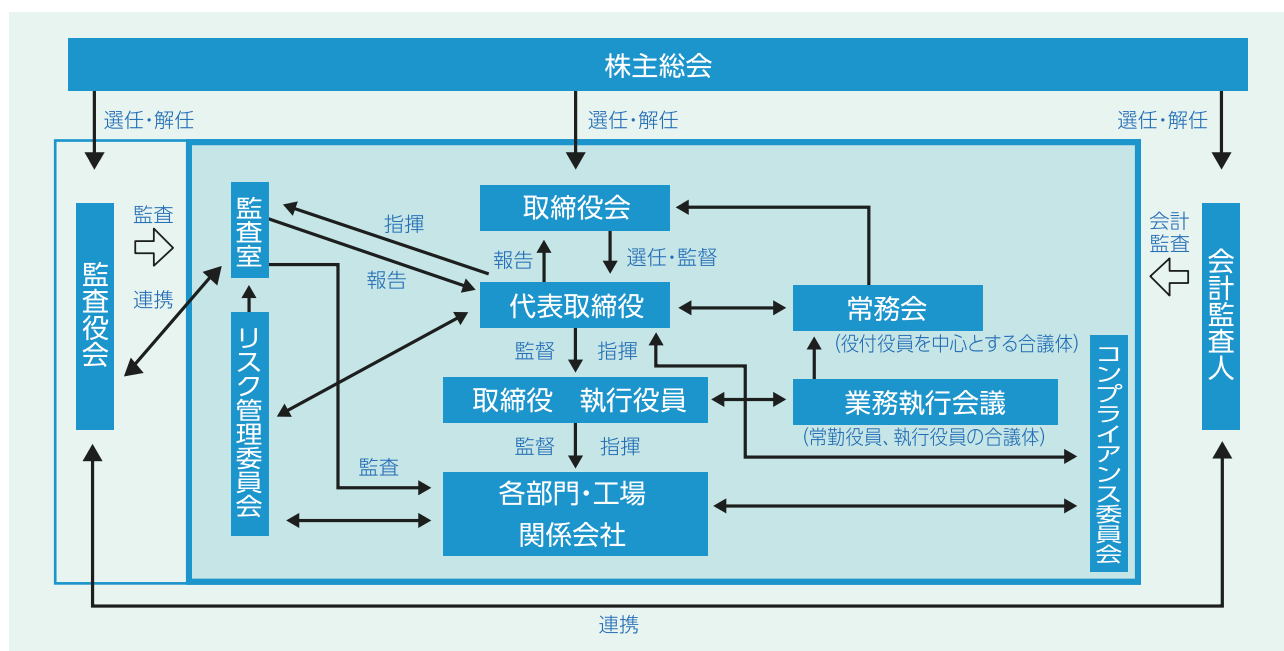 株主総会
選任・解任
選任・解任
選任・解任
監査
連携
監査役会
監査室
指揮
報告
取締役会
報告
選任・監督
代表取締役
常務会
(役付役員を中心とする合議体)
監督
指揮
取締役　執行役員
業務執行会議
(常勤役員、執行役員の合議体)
監督
指揮
リスク管理委員会
監査
各部門・工場
関係会社
コンプライアンス委員会
会計
監査
会計監査人
連携